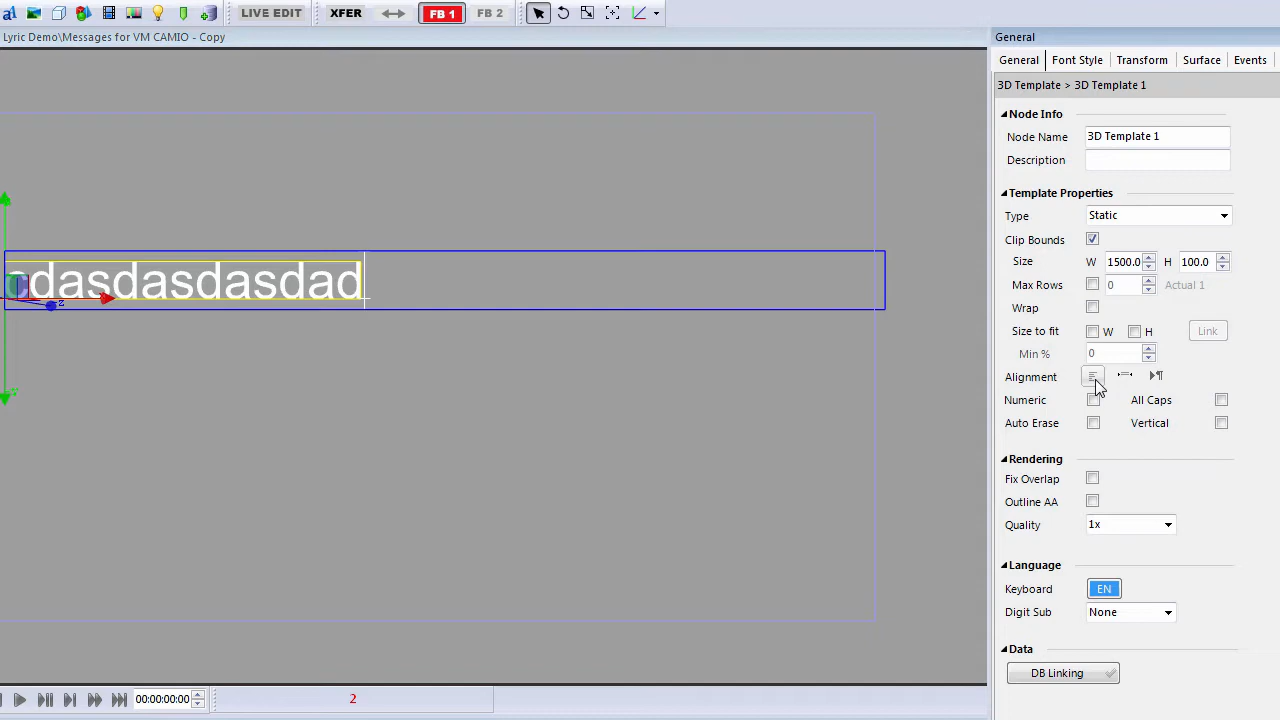 LIVE EDIT XFER FB 1 FB 2
Lyric Demo\Messages for VM CAMIO - Copy
General
General Font Style Transform Surface Events
3D Template > 3D Template 1
Node Info
Node Name 3D Template 1
Description
Template Properties
Type Static
Clip Bounds
Size W 1500.0 H 100.0
Max Rows 0 Actual 1
Wrap
Size to fit W H Link
Min % 0
Alignment
Numeric All Caps
Auto Erase Vertical
Rendering
Fix Overlap
Outline AA
Quality 1x
Language
Keyboard EN
Digit Sub None
Data
DB Linking
cdasdasdasdad
z
00:00:00:00 2